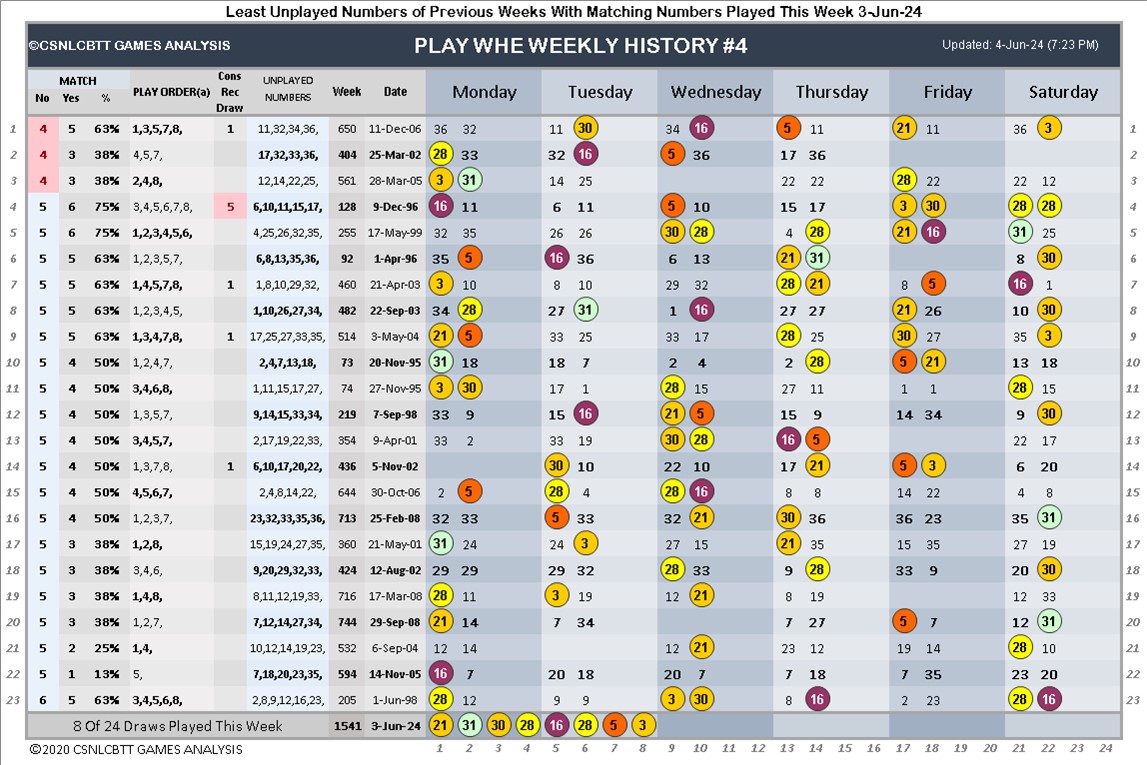 Least Unplayed Numbers of Previous Weeks With Matching Numbers Played This Week 3-Jun-24
©CSNLCBTT GAMES ANALYSIS PLAY WHE WEEKLY HISTORY #4 Updated: 4-Jun-24 (7:23 PM)
MATCH No Yes % PLAY ORDER(a) Cons Rec Draw UNPLAYED NUMBERS Week Date Monday Tuesday Wednesday Thursday Friday Saturday
1 4 5 63% 1,3,5,7,8, 1 11,32,34,36, 650 11-Dec-06 36 32 11 30 34 16 5 11 21 11 36 3 1
2 4 3 38% 4,5,7, 17,32,33,36, 404 25-Mar-02 28 33 32 16 5 36 17 36 2
3 4 3 38% 2,4,8, 12,14,22,25, 561 28-Mar-05 3 31 14 25 22 22 28 22 22 12 3
4 5 6 75% 3,4,5,6,7,8, 5 6,10,11,15,17, 128 9-Dec-96 16 11 6 11 5 10 15 17 3 30 28 28 4
5 5 6 75% 1,2,3,4,5,6, 4,25,26,32,35, 255 17-May-99 32 35 26 26 30 28 4 28 21 16 31 25 5
6 5 5 63% 1,2,3,5,7, 6,8,13,35,36, 92 1-Apr-96 35 5 16 36 6 13 21 31 8 30 6
7 5 5 63% 1,4,5,7,8, 1 1,8,10,29,32, 460 21-Apr-03 3 10 8 10 29 32 28 21 8 5 16 1 7
8 5 5 63% 1,2,3,4,5, 1,10,26,27,34, 482 22-Sep-03 34 28 27 31 1 16 27 27 21 26 10 30 8
9 5 5 63% 1,3,4,7,8, 1 17,25,27,33,35, 514 3-May-04 21 5 33 25 33 17 28 25 30 27 35 3 9
10 5 4 50% 1,2,4,7, 2,4,7,13,18, 73 20-Nov-95 31 18 18 7 2 4 2 28 5 21 13 18 10
11 5 4 50% 3,4,6,8, 1,11,15,17,27, 74 27-Nov-95 3 30 17 1 28 15 27 11 1 1 28 15 11
12 5 4 50% 1,3,5,7, 9,14,15,33,34, 219 7-Sep-98 33 9 15 16 21 5 15 9 14 34 9 30 12
13 5 4 50% 3,4,5,7, 2,17,19,22,33, 354 9-Apr-01 33 2 33 19 30 28 16 5 22 17 13
14 5 4 50% 1,3,7,8, 1 6,10,17,20,22, 436 5-Nov-02 30 10 22 10 17 21 5 3 6 20 14
15 5 4 50% 4,5,6,7, 2,4,8,14,22, 644 30-Oct-06 2 5 28 4 28 16 8 8 14 22 4 8 15
16 5 4 50% 1,2,3,7, 23,32,33,35,36, 713 25-Feb-08 32 33 5 33 32 21 30 36 36 23 35 31 16
17 5 3 38% 1,2,8, 15,19,24,27,35, 360 21-May-01 31 24 24 3 27 15 21 35 15 35 27 19 17
18 5 3 38% 3,4,6, 9,20,29,32,33, 424 12-Aug-02 29 29 29 32 28 33 9 28 33 9 20 30 18
19 5 3 38% 1,4,8, 8,11,12,19,33, 716 17-Mar-08 28 11 3 19 12 21 8 19 12 33 19
20 5 3 38% 1,2,7, 7,12,14,27,34, 744 29-Sep-08 21 14 7 34 7 27 5 7 12 31 20
21 5 2 25% 1,4, 10,12,14,19,23, 532 6-Sep-04 12 14 12 21 23 12 19 14 28 10 21
22 5 1 13% 5, 7,18,20,23,35, 594 14-Nov-05 16 7 20 18 20 7 7 18 7 35 23 20 22
23 6 5 63% 3,4,5,6,8, 2,8,9,12,16,23, 205 1-Jun-98 28 12 9 9 3 30 8 16 2 23 28 16 23
8 Of 24 Draws Played This Week 1541 3-Jun-24 21 31 30 28 16 28 5 3
©2020 CSNLCBTT GAMES ANALYSIS 1 2 3 4 5 6 7 8 9 10 11 12 13 14 15 16 17 18 19 20 21 22 23 24